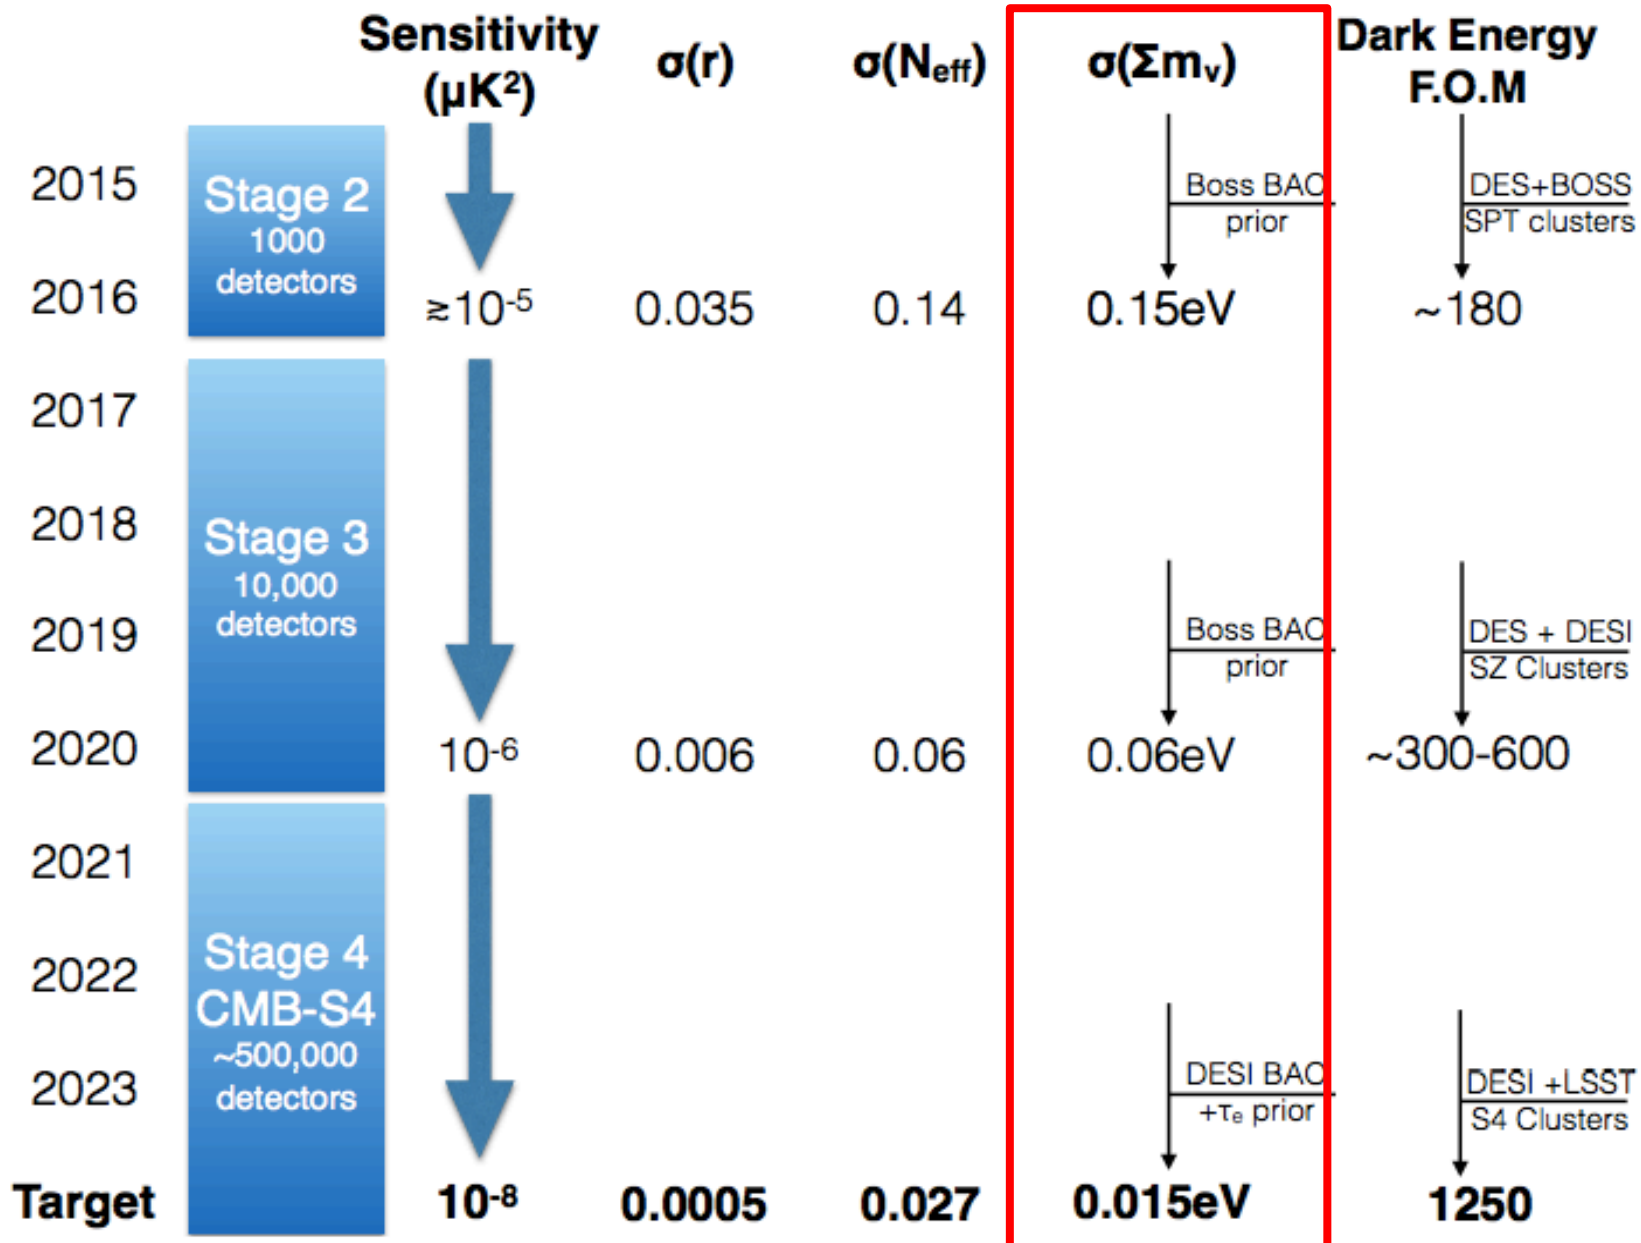 Sensitivity
(μK²)
σ(r)
σ(Neff)
σ(Σmν)
Dark Energy
F.O.M
2015
Stage 2
1000
detectors
Boss BAO
prior
DES+BOSS
SPT clusters
2016
≳10⁻⁵
0.035
0.14
0.15eV
~180
2017
2018
Stage 3
10,000
detectors
2019
Boss BAO
prior
DES + DESI
SZ Clusters
2020
10⁻⁶
0.006
0.06
0.06eV
~300-600
2021
2022
Stage 4
CMB-S4
~500,000
detectors
2023
DESI BAO
+τe prior
DESI +LSST
S4 Clusters
Target
10⁻⁸
0.0005
0.027
0.015eV
1250